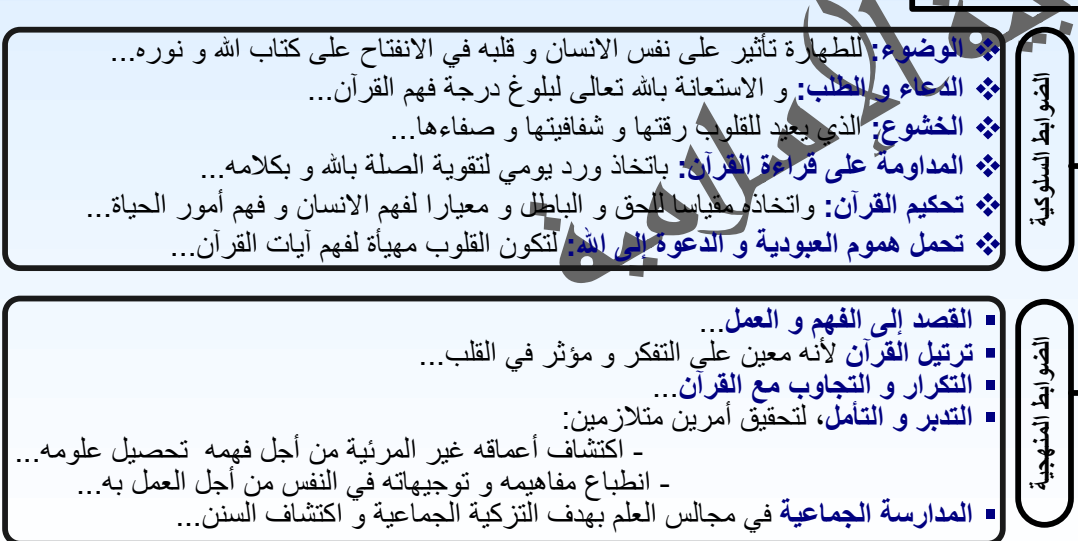 الضوابط السلوكية
❖ الوضوء: للطهارة تأثير على نفس الانسان و قلبه في الانفتاح على كتاب الله و نوره...
❖ الدعاء و الطلب: و الاستعانة بالله تعالى لبلوغ درجة فهم القرآن...
❖ الخشوع: الذي يعيد للقلوب رقتها و شفافيتها و صفاءها...
❖ المداومة على قراءة القرآن: باتخاذ ورد يومي لتقوية الصلة بالله و بكلامه...
❖ تحكيم القرآن: واتخاذه مقياسا للحق و الباطل و معيارا لفهم الانسان و فهم أمور الحياة...
❖ تحمل هموم العبودية و الدعوة إلى الله: لتكون القلوب مهيأة لفهم آيات القرآن...
الضوابط المنهجية
▪ القصد إلى الفهم و العمل...
▪ ترتيل القرآن لأنه معين على التفكر و مؤثر في القلب...
▪ التكرار و التجاوب مع القرآن...
▪ التدبر و التأمل، لتحقيق أمرين متلازمين:
- اكتشاف أعماقه غير المرئية من أجل فهمه تحصيل علومه...
- انطباع مفاهيمه و توجيهاته في النفس من أجل العمل به...
▪ المدارسة الجماعية في مجالس العلم بهدف التزكية الجماعية و اكتشاف السنن...